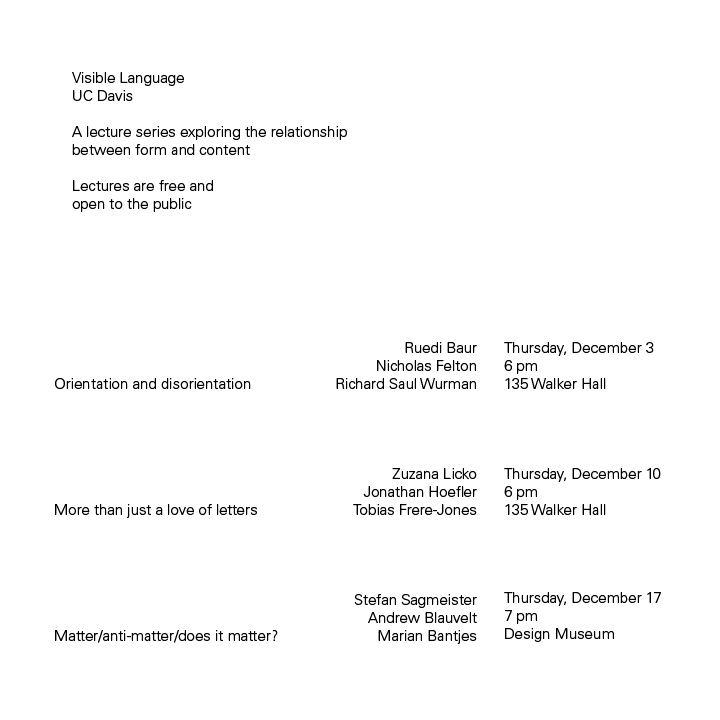 Visible Language
UC Davis
A lecture series exploring the relationship
between form and content
Lectures are free and
open to the public
Ruedi Baur
Nicholas Felton
Orientation and disorientation
Richard Saul Wurman
Thursday, December 3
6 pm
135 Walker Hall
Zuzana Licko
Jonathan Hoefler
More than just a love of letters
Tobias Frere-Jones
Thursday, December 10
6 pm
135 Walker Hall
Stefan Sagmeister
Andrew Blauvelt
Matter/anti-matter/does it matter?
Marian Bantjes
Thursday, December 17
7 pm
Design Museum